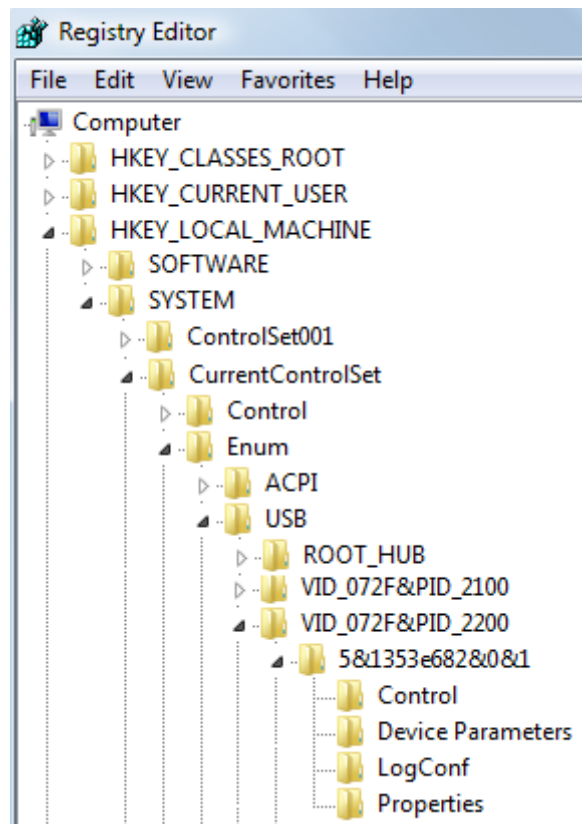 Registry Editor
File Edit View Favorites Help
Computer
HKEY_CLASSES_ROOT
HKEY_CURRENT_USER
HKEY_LOCAL_MACHINE
SOFTWARE
SYSTEM
ControlSet001
CurrentControlSet
Control
Enum
ACPI
USB
ROOT_HUB
VID_072F&PID_2100
VID_072F&PID_2200
5&1353e682&0&1
Control
Device Parameters
LogConf
Properties